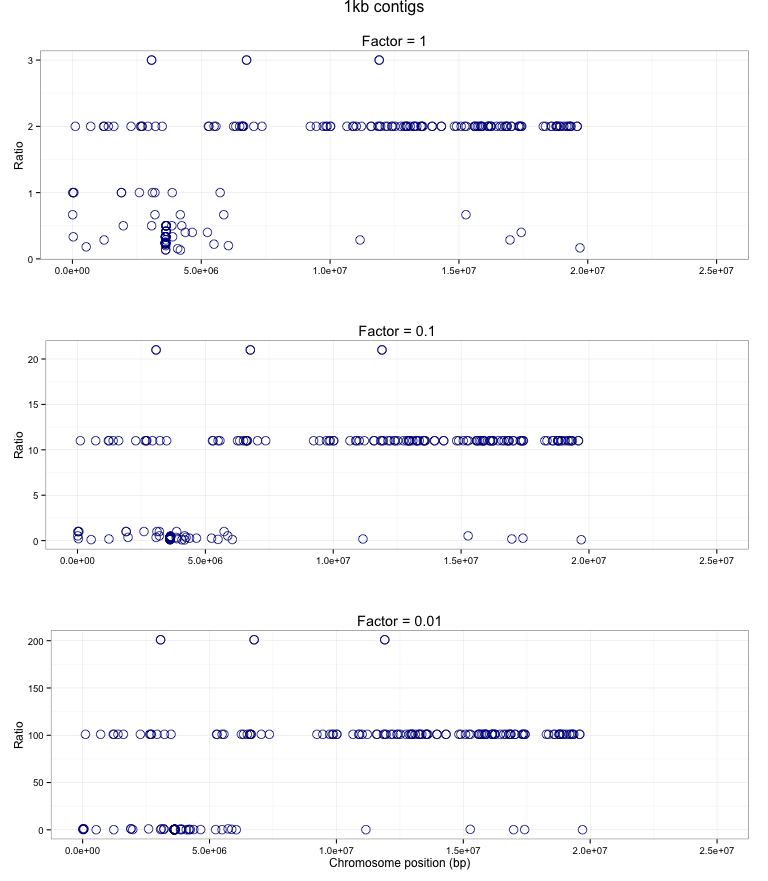 1kb contigs
Factor = 1
3
2
1
0
Ratio
0.0e+00 5.0e+06 1.0e+07 1.5e+07 2.0e+07 2.5e+07
Factor = 0.1
20
15
10
5
0
Ratio
0.0e+00 5.0e+06 1.0e+07 1.5e+07 2.0e+07 2.5e+07
Factor = 0.01
200
150
100
50
0
Ratio
0.0e+00 5.0e+06 1.0e+07 1.5e+07 2.0e+07 2.5e+07
Chromosome position (bp)